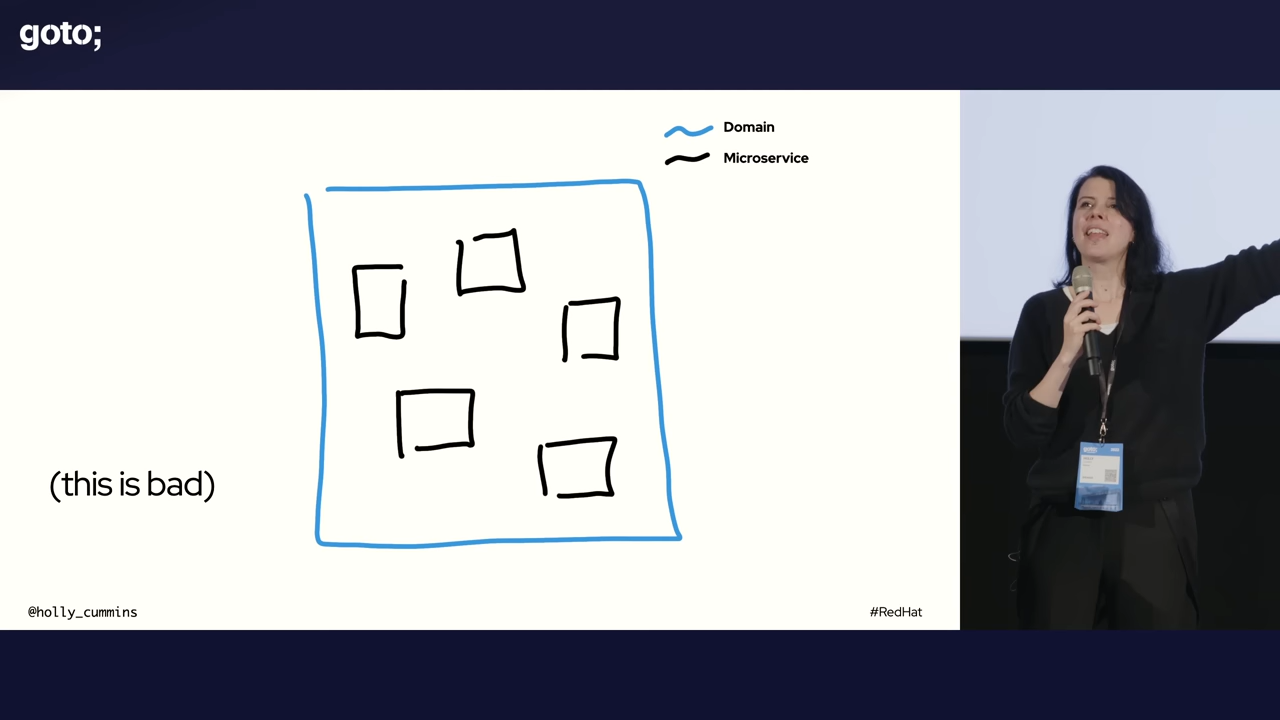 goto;
Domain
Microservice
(this is bad)
@holly_cummins
#RedHat